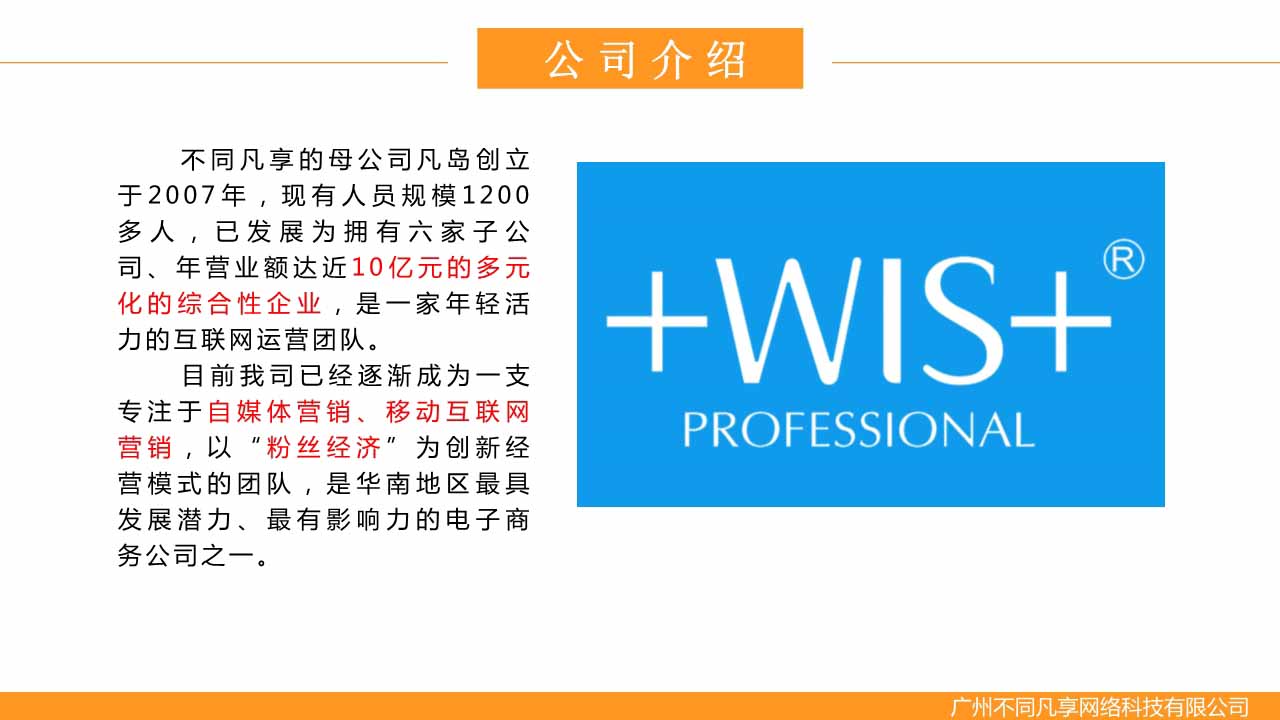 公司介绍
不同凡享的母公司凡岛创立
于2007年，现有人员规模1200
多人，已发展为拥有六家子公
司、年营业额达近10亿元的多元
化的综合性企业，是一家年轻活
力的互联网运营团队。
目前我司已经逐渐成为一支
专注于自媒体营销、移动互联网
营销，以“粉丝经济”为创新经
营模式的团队，是华南地区最具
发展潜力、最有影响力的电子商
务公司之一。
+WIS+®
PROFESSIONAL
广州不同凡享网络科技有限公司